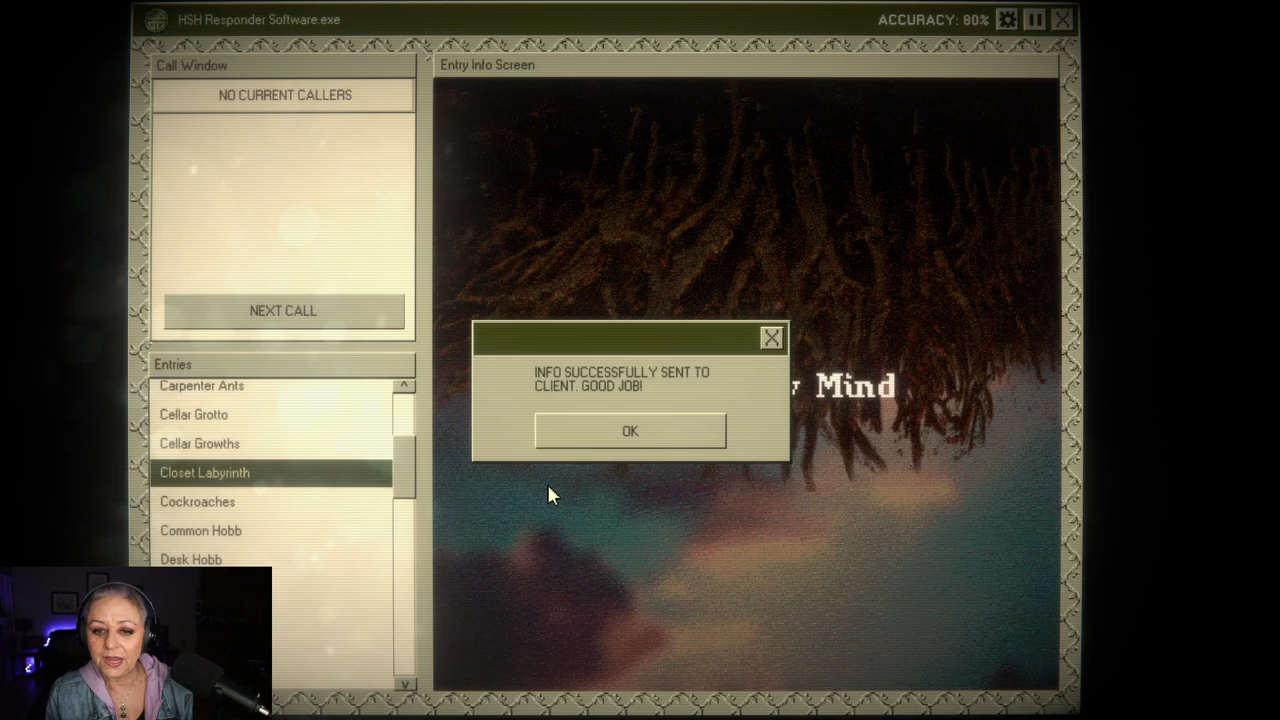 HSH Responder Software.exe
ACCURACY: 80%
Call Window
NO CURRENT CALLERS
NEXT CALL
Entries
Carpenter Ants
Cellar Grotto
Cellar Growths
Closet Labyrinth
Cockroaches
Common Hobb
Desk Hobb
Entry Info Screen
INFO SUCCESSFULLY SENT TO
CLIENT. GOOD JOB!
OK
Mind